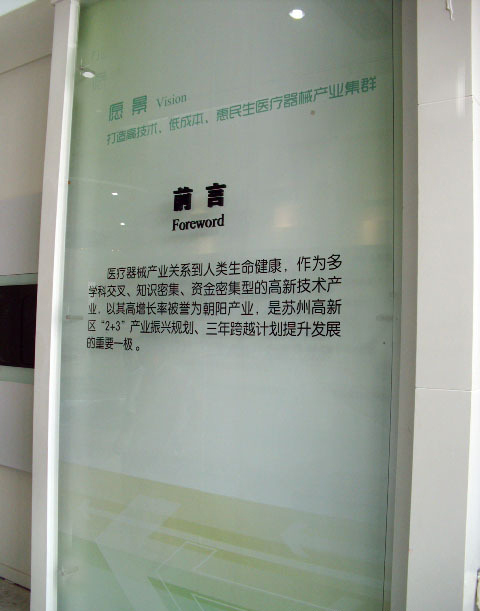 愿景 Vision
打造高技术、低成本、惠民生医疗器械产业集群
前言
Foreword
医疗器械产业关系到人类生命健康，作为多
学科交叉、知识密集、资金密集型的高新技术产
业，以其高增长率被誉为朝阳产业，是苏州高新
区“2+3”产业振兴规划、三年跨越计划提升发展
的重要一极。